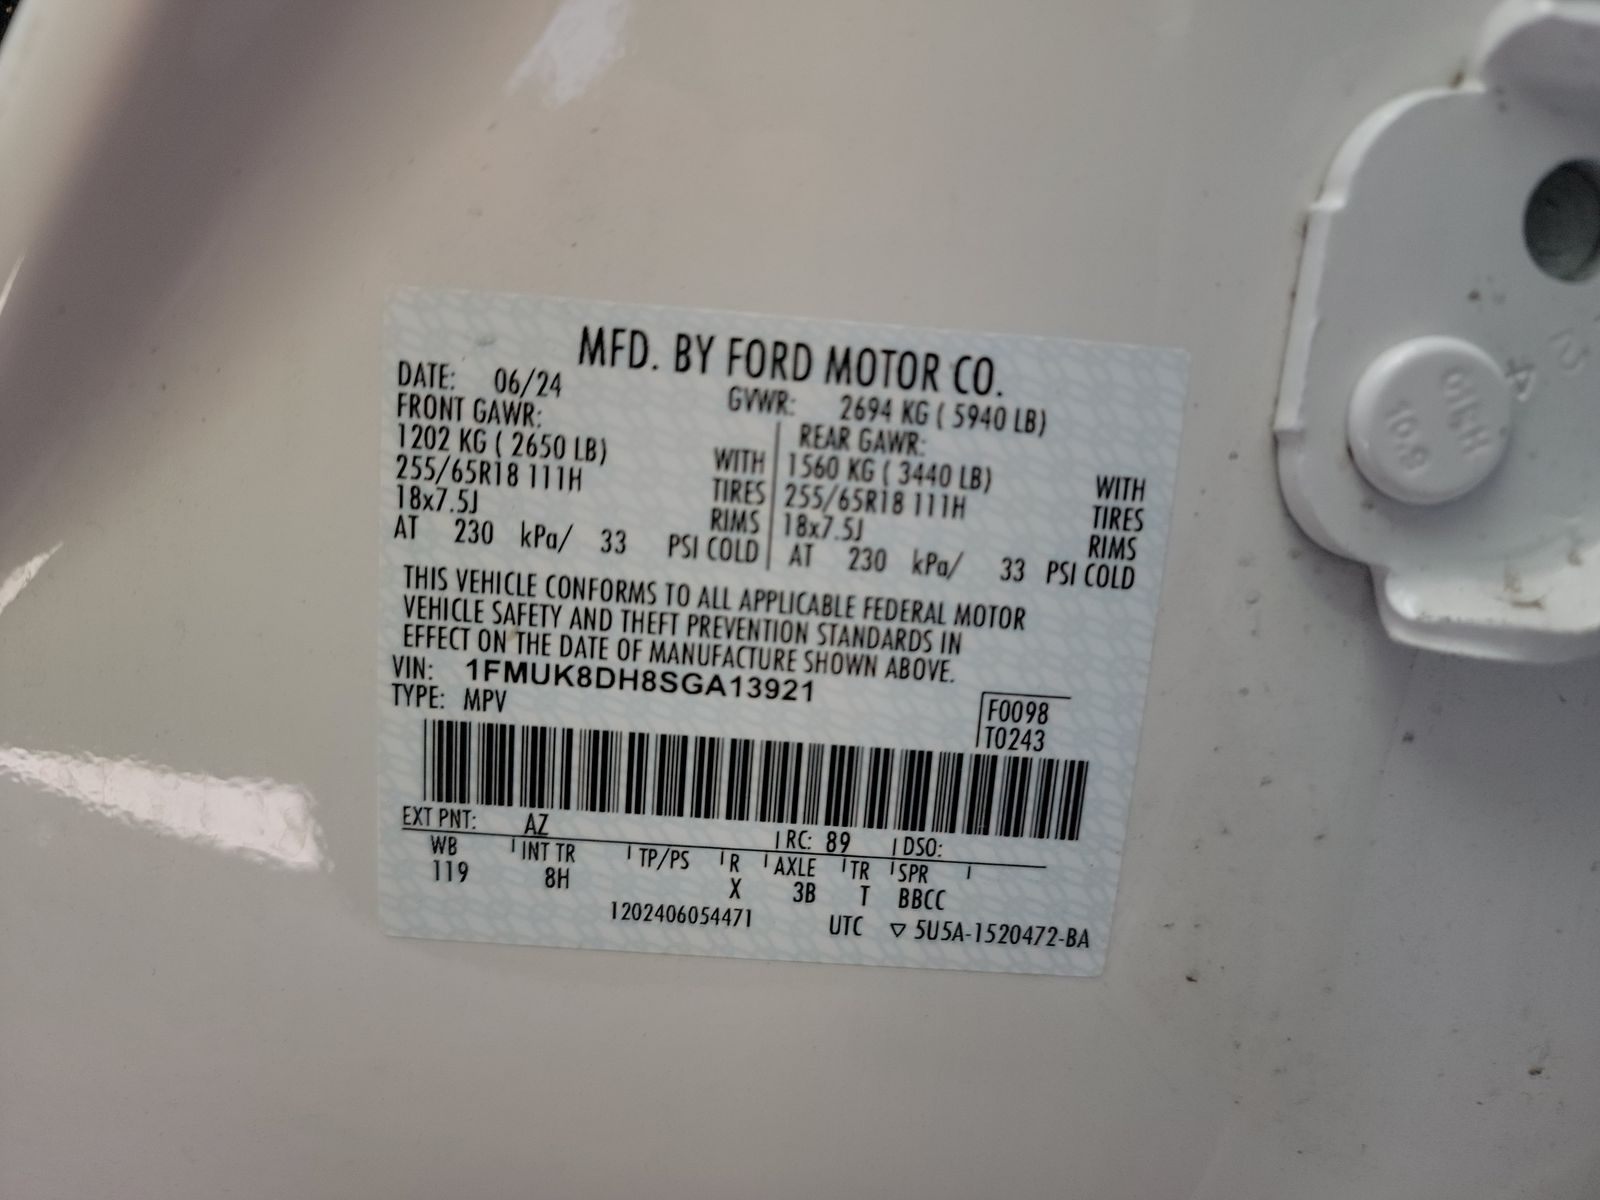 MFD. BY FORD MOTOR CO.
DATE: 06/24 GVWR: 2694 KG ( 5940 LB)
FRONT GAWR: REAR GAWR:
1202 KG ( 2650 LB) WITH 1560 KG ( 3440 LB) WITH
255/65R18 111H TIRES 255/65R18 111H TIRES
18x7.5J RIMS 18x7.5J RIMS
AT 230 kPa/ 33 PSI COLD AT 230 kPa/ 33 PSI COLD
THIS VEHICLE CONFORMS TO ALL APPLICABLE FEDERAL MOTOR
VEHICLE SAFETY AND THEFT PREVENTION STANDARDS IN
EFFECT ON THE DATE OF MANUFACTURE SHOWN ABOVE.
VIN: 1FMUK8DH8SGA13921
TYPE: MPV
F0098
T0243
EXT PNT: AZ RC: 89 DSO:
WB INT TR TP/PS R AXLE TR SPR
119 8H X 3B T BBCC
1202406054471 UTC ▽ 5U5A-1520472-BA
10.9